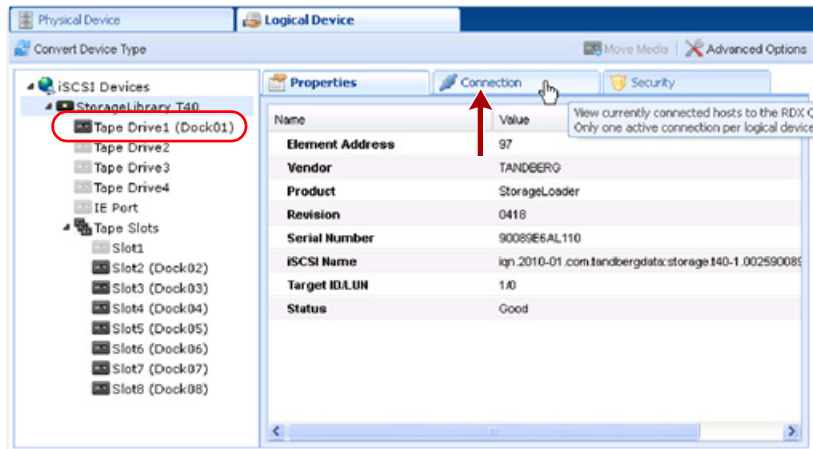 Physical Device
Logical Device
Convert Device Type
Move Media
Advanced Options
iSCSI Devices
StorageLibrary T40
Tape Drive1 (Dock01)
Tape Drive2
Tape Drive3
Tape Drive4
IE Port
Tape Slots
Slot1
Slot2 (Dock02)
Slot3 (Dock03)
Slot4 (Dock04)
Slot5 (Dock05)
Slot6 (Dock06)
Slot7 (Dock07)
Slot8 (Dock08)
Properties
Connection
Security
View currently connected hosts to the RDX Q
Only one active connection per logical device
Name Value
Element Address 97
Vendor TANDBERG
Product StorageLoader
Revision 0418
Serial Number 90089E6AL110
iSCSI Name iqn.2010-01.com.tandbergdata:storage.t40-1.002590089
Target ID/LUN 1/0
Status Good